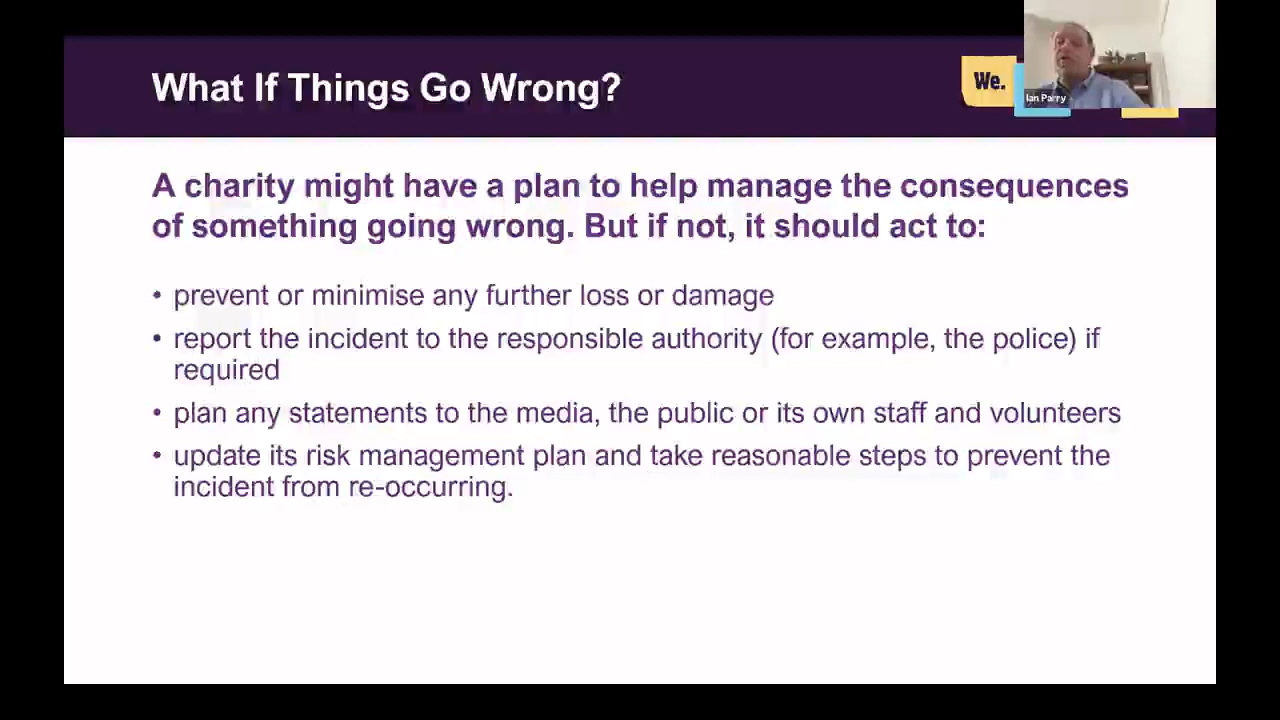 What If Things Go Wrong?
We.
Ian Parry
A charity might have a plan to help manage the consequences
of something going wrong. But if not, it should act to:
• prevent or minimise any further loss or damage
• report the incident to the responsible authority (for example, the police) if
required
• plan any statements to the media, the public or its own staff and volunteers
• update its risk management plan and take reasonable steps to prevent the
incident from re-occurring.